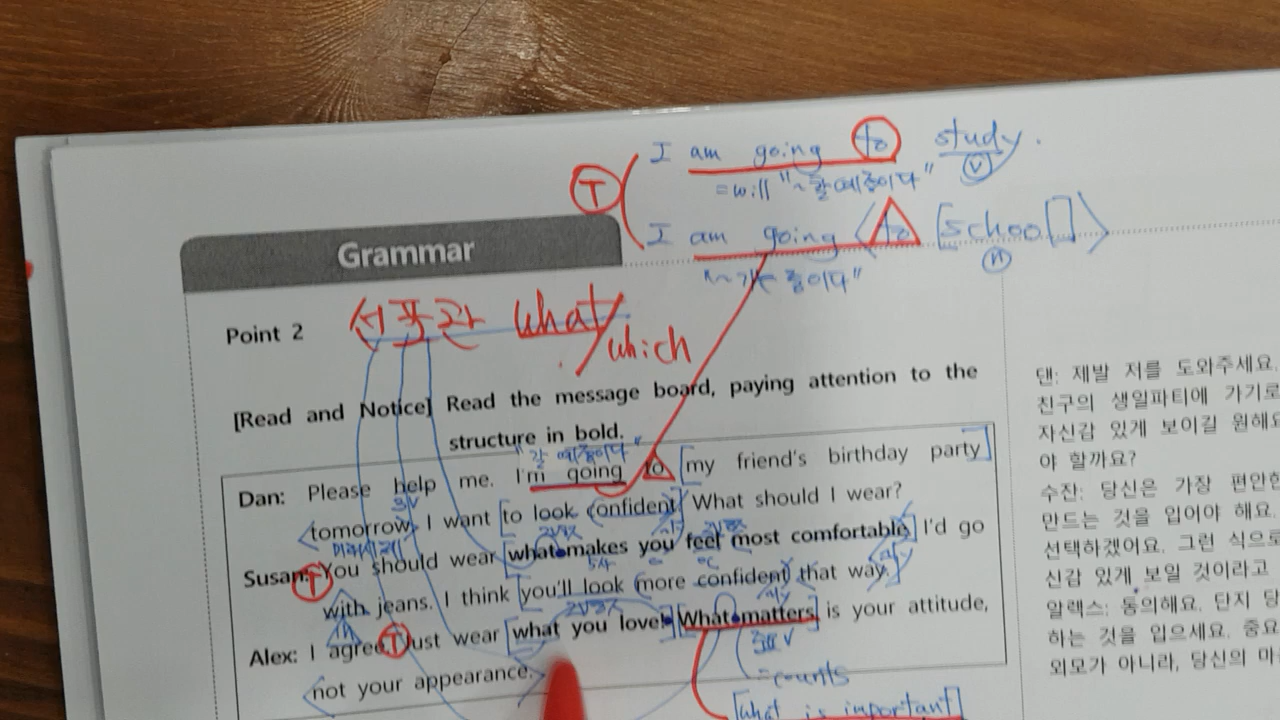 I am going to study.
v
T
=will "~할 예정이다"
I am going <to [school]>
n
"~가는 중이다"
Grammar
Point 2
선포관 what/which
[Read and Notice] Read the message board, paying attention to the
structure in bold.
"갈 예정이다"
Dan: Please help me. I'm going to [my friend's birthday party]
<tomorrow. I want [to look (confident) What should I wear?
Susan: You should wear [what makes you feel most comfortable.] I'd go
with jeans. I think [you'll look (more confident) that way.]
Alex: I agree. Just wear [what you love.] [What matters] is your attitude,
<not your appearance.>
T
T
=counts
[what is important]
댄: 제발 저를 도와주세요.
친구의 생일파티에 가기로
자신감 있게 보이길 원해요
야 할까요?
수잔: 당신은 가장 편안한
만드는 것을 입어야 해요.
선택하겠어요. 그런 식으로
신감 있게 보일 것이라고
알렉스: 동의해요. 단지 당
하는 것을 입으세요. 중요
외모가 아니라, 당신의 마